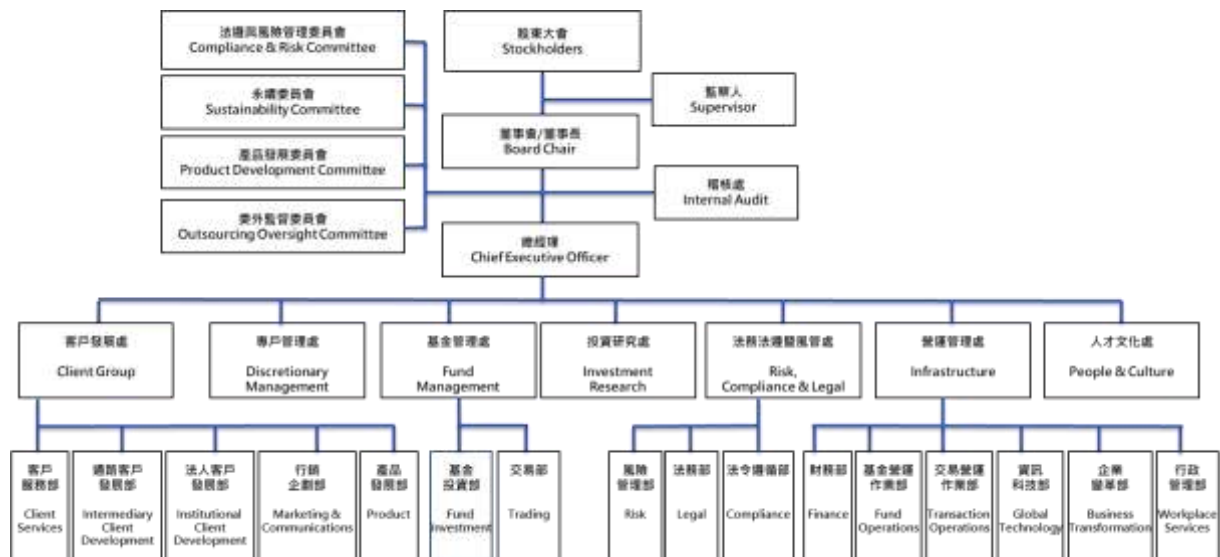 法遵與風險管理委員會
Compliance & Risk Committee
股東大會
Stockholders
永續委員會
Sustainability Committee
監察人
Supervisor
董事會/董事長
Board Chair
產品發展委員會
Product Development Committee
稽核處
Internal Audit
委外監督委員會
Outsourcing Oversight Committee
總經理
Chief Executive Officer
客戶發展處
Client Group
專戶管理處
Discretionary
Management
基金管理處
Fund
Management
投資研究處
Investment
Research
法務法遵暨風管處
Risk,
Compliance & Legal
營運管理處
Infrastructure
人才文化處
People & Culture
客戶
服務部
Client
Services
通路客戶
發展部
Intermediary
Client
Development
法人客戶
發展部
Institutional
Client
Development
行銷
企劃部
Marketing &
Communications
產品
發展部
Product
基金
投資部
Fund
Investment
交易部
Trading
風險
管理部
Risk
法務部
Legal
法令遵循部
Compliance
財務部
Finance
基金營運
作業部
Fund
Operations
交易營運
作業部
Transaction
Operations
資訊
科技部
Global
Technology
企業
變革部
Business
Transformation
行政
管理部
Workplace
Services